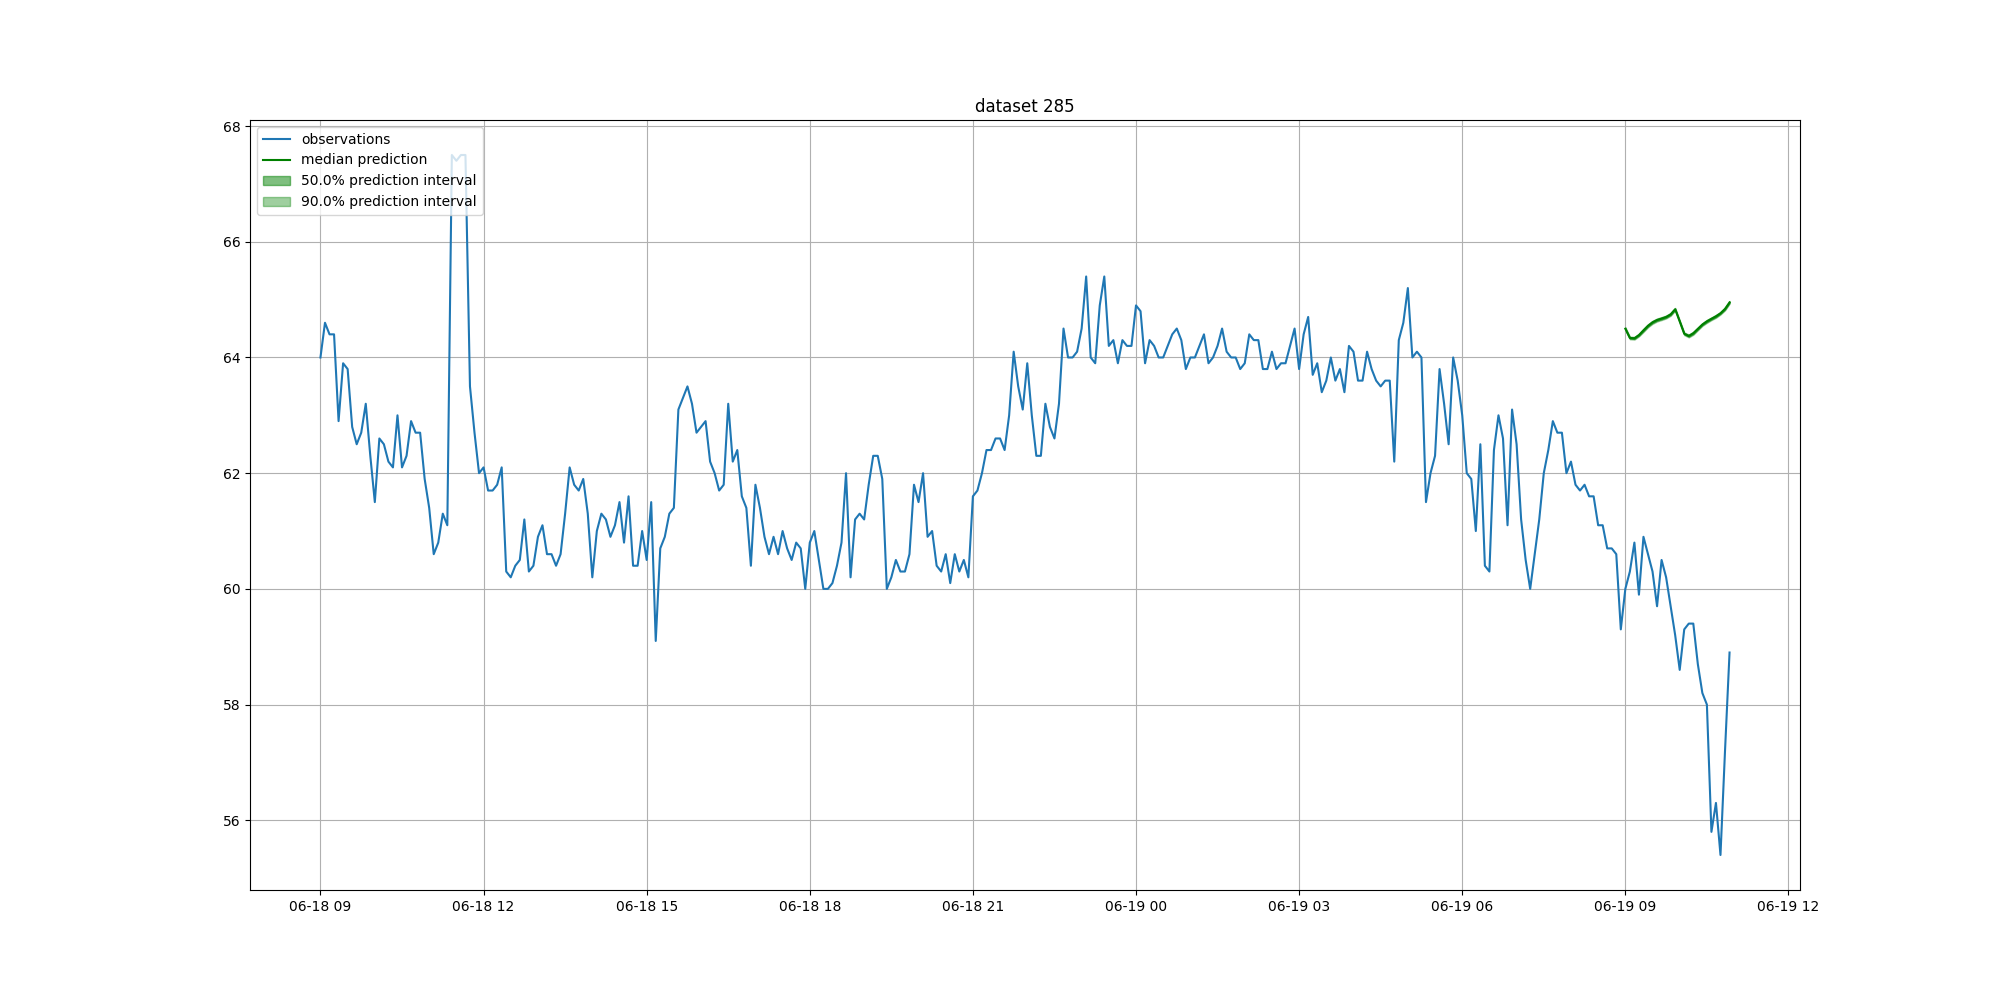 dataset 285
68
observations
median prediction
50.0% prediction interval
90.0% prediction interval
66
64
62
60
58
56
06-18 09 06-18 12 06-18 15 06-18 18 06-18 21 06-19 00 06-19 03 06-19 06 06-19 09 06-19 12